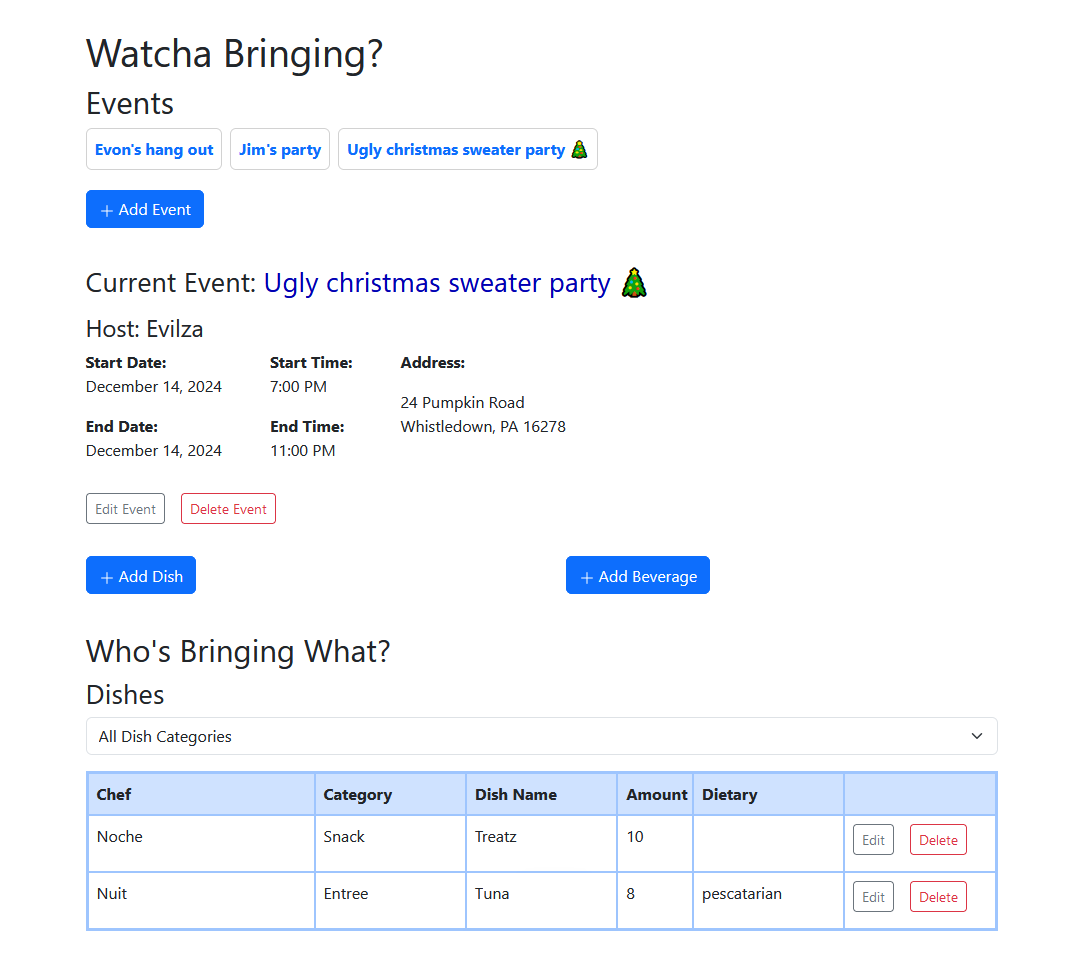 Watcha Bringing?
Events
Evon's hang out Jim's party Ugly christmas sweater party 🎄
+ Add Event
Current Event: Ugly christmas sweater party 🎄
Host: Evilza
Start Date: Start Time: Address:
December 14, 2024 7:00 PM
24 Pumpkin Road
End Date: End Time: Whistledown, PA 16278
December 14, 2024 11:00 PM
Edit Event Delete Event
+ Add Dish + Add Beverage
Who's Bringing What?
Dishes
All Dish Categories
Chef Category Dish Name Amount Dietary
Noche Snack Treatz 10 Edit Delete
Nuit Entree Tuna 8 pescatarian Edit Delete